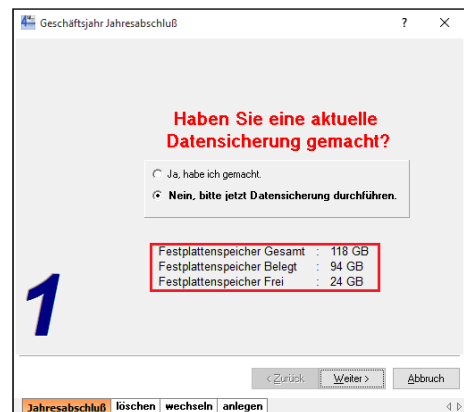 Geschäftsjahr Jahresabschluß
Haben Sie eine aktuelle
Datensicherung gemacht?
Ja, habe ich gemacht.
Nein, bitte jetzt Datensicherung durchführen.
Festplattenspeicher Gesamt : 118 GB
Festplattenspeicher Belegt : 94 GB
Festplattenspeicher Frei : 24 GB
1
< Zurück Weiter > Abbruch
Jahresabschluß löschen wechseln anlegen